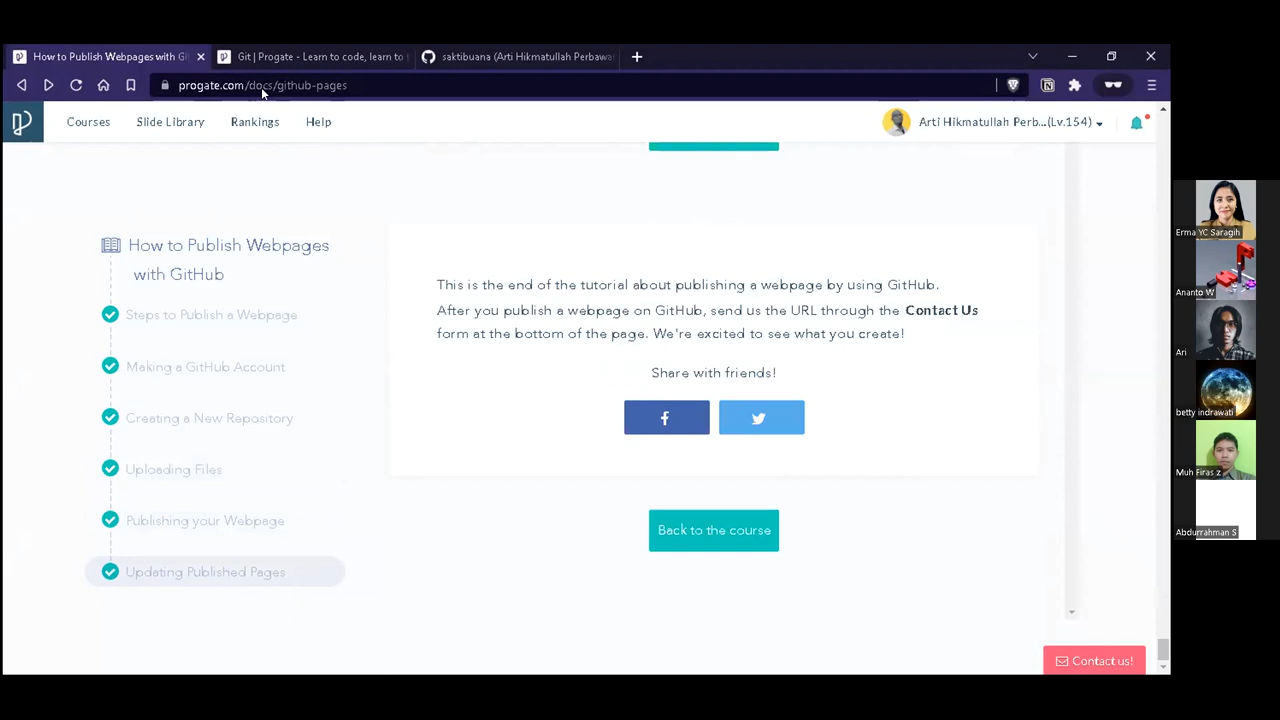 How to Publish Webpages with Gi
Git | Progate - Learn to code, learn to
saktibuana (Arti Hikmatullah Perbawa
progate.com/docs/github-pages
Courses
Slide Library
Rankings
Help
Arti Hikmatullah Perb...(Lv.154)
How to Publish Webpages
with GitHub
Steps to Publish a Webpage
Making a GitHub Account
Creating a New Repository
Uploading Files
Publishing your Webpage
Updating Published Pages
This is the end of the tutorial about publishing a webpage by using GitHub.
After you publish a webpage on GitHub, send us the URL through the Contact Us
form at the bottom of the page. We're excited to see what you create!
Share with friends!
Back to the course
Contact us!
Erma YC Saragih
Ananto W
Ari
betty indrawati
Muh Firas z
Abdurrahman S